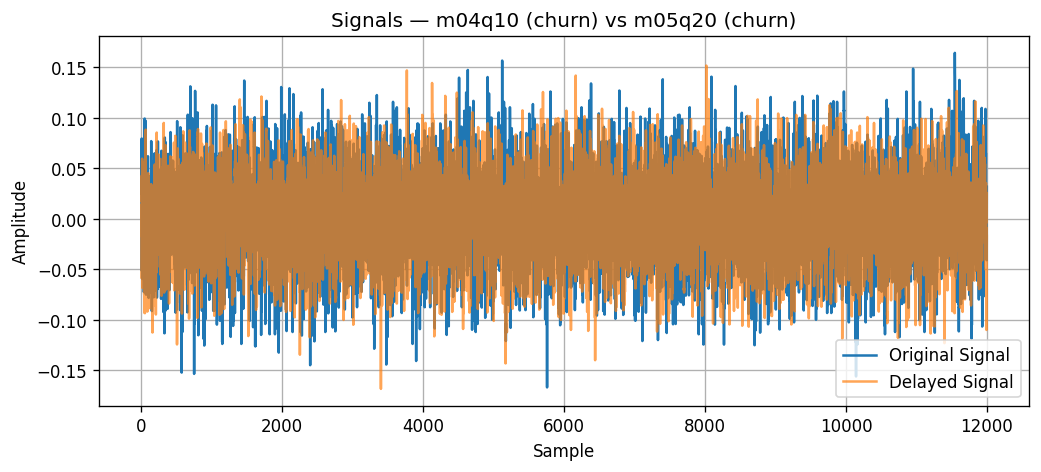 Signals — m04q10 (churn) vs m05q20 (churn)
0.15
0.10
0.05
0.00
−0.05
−0.10
−0.15
Amplitude
Original Signal
Delayed Signal
0 2000 4000 6000 8000 10000 12000
Sample